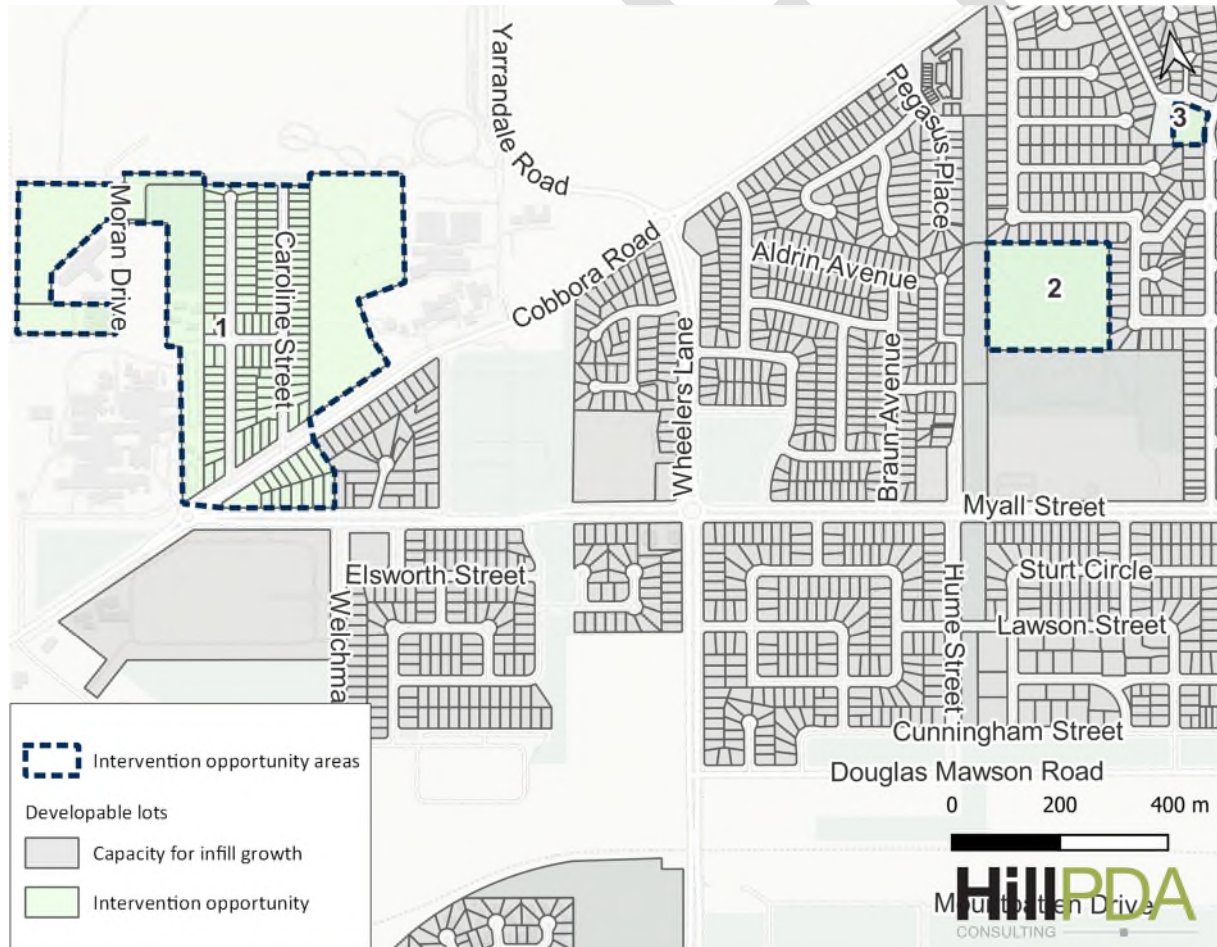 Yarrandale Road
Pegasus Place
3
Moran Drive
Caroline Street
1
Cobbora Road
Aldrin Avenue
2
Wheelers Lane
Braun Avenue
Myall Street
Elsworth Street
Welchma
Hume Street
Sturt Circle
Lawson Street
Cunningham Street
Douglas Mawson Road
Intervention opportunity areas
Developable lots
Capacity for infill growth
Intervention opportunity
0 200 400 m
HillPDA
CONSULTING
Drive